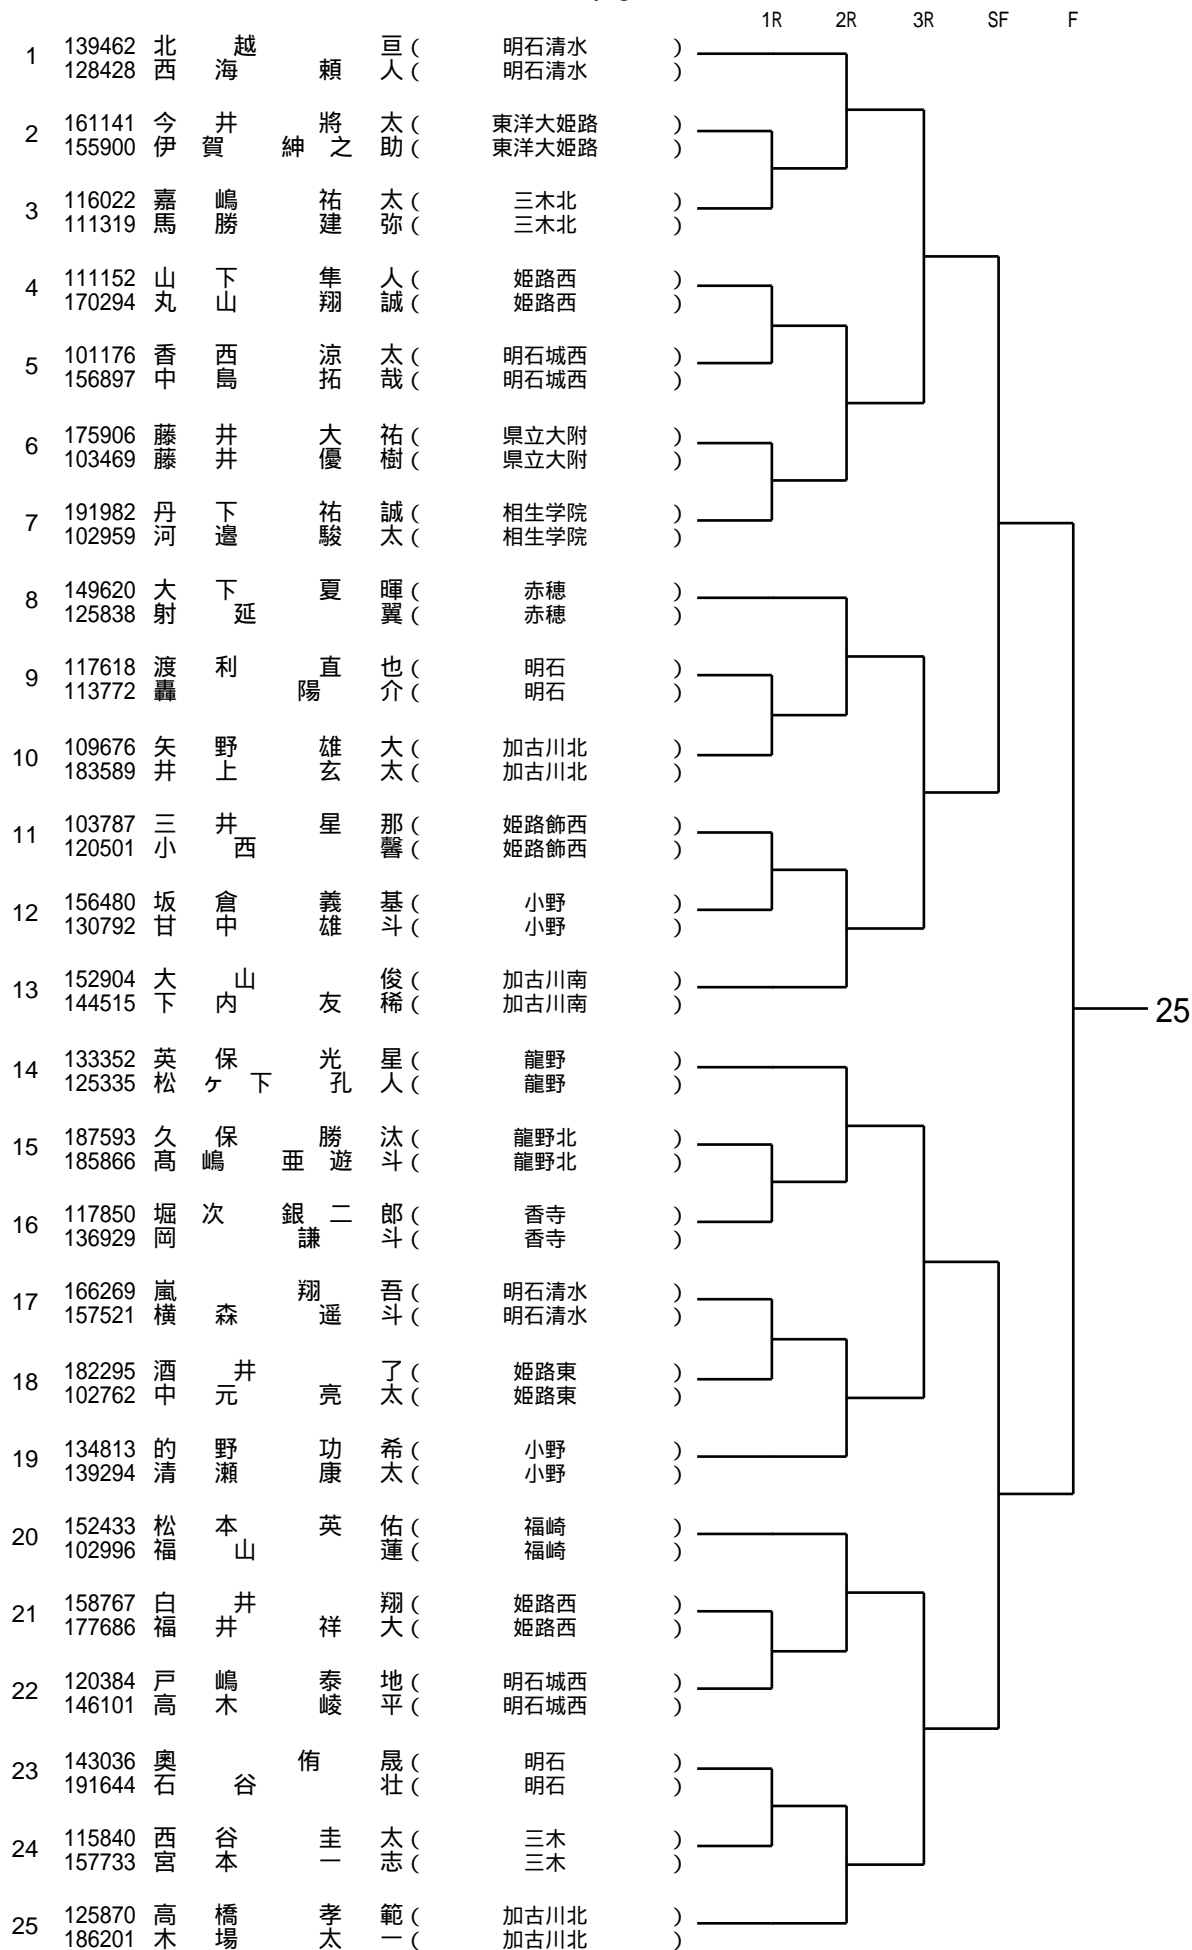 1R 2R 3R SF F
1
139462 北越 亘 ( 明石清水 )
128428 西海 頼人 ( 明石清水 )
2
161141 今井 將太 ( 東洋大姫路 )
155900 伊賀 紳之助 ( 東洋大姫路 )
3
116022 嘉嶋 祐太 ( 三木北 )
111319 馬勝 建弥 ( 三木北 )
4
111152 山下 隼人 ( 姫路西 )
170294 丸山 翔誠 ( 姫路西 )
5
101176 香西 涼太 ( 明石城西 )
156897 中島 拓哉 ( 明石城西 )
6
175906 藤井 大祐 ( 県立大附 )
103469 藤井 優樹 ( 県立大附 )
7
191982 丹下 祐誠 ( 相生学院 )
102959 河邉 駿太 ( 相生学院 )
8
149620 大下 夏暉 ( 赤穂 )
125838 射延 翼 ( 赤穂 )
9
117618 渡利 直也 ( 明石 )
113772 轟 陽介 ( 明石 )
10
109676 矢野 雄大 ( 加古川北 )
183589 井上 玄太 ( 加古川北 )
11
103787 三井 星那 ( 姫路飾西 )
120501 小西 馨 ( 姫路飾西 )
12
156480 坂倉 義基 ( 小野 )
130792 甘中 雄斗 ( 小野 )
13
152904 大山 俊 ( 加古川南 )
144515 下内 友稀 ( 加古川南 )
25
14
133352 英保 光星 ( 龍野 )
125335 松ヶ下 孔人 ( 龍野 )
15
187593 久保 勝汰 ( 龍野北 )
185866 髙嶋 亜遊斗 ( 龍野北 )
16
117850 堀次 銀二郎 ( 香寺 )
136929 岡 謙斗 ( 香寺 )
17
166269 嵐 翔吾 ( 明石清水 )
157521 横森 遥斗 ( 明石清水 )
18
182295 酒井 了 ( 姫路東 )
102762 中元 亮太 ( 姫路東 )
19
134813 的野 功希 ( 小野 )
139294 清瀬 康太 ( 小野 )
20
152433 松本 英佑 ( 福崎 )
102996 福山 蓮 ( 福崎 )
21
158767 白井 翔 ( 姫路西 )
177686 福井 祥大 ( 姫路西 )
22
120384 戸嶋 泰地 ( 明石城西 )
146101 高木 崚平 ( 明石城西 )
23
143036 奥 侑晟 ( 明石 )
191644 石谷 壮 ( 明石 )
24
115840 西谷 圭太 ( 三木 )
157733 宮本 一志 ( 三木 )
25
125870 高橋 孝範 ( 加古川北 )
186201 木場 太一 ( 加古川北 )